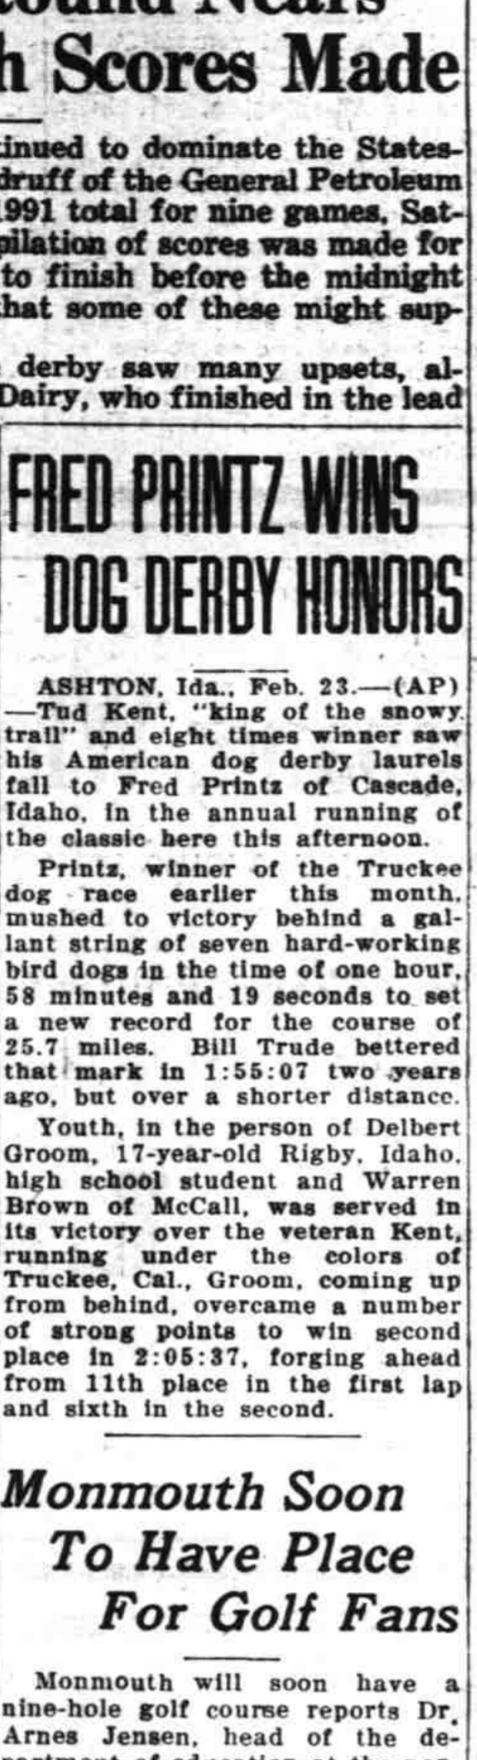 h Scores Made
inued to dominate the States-
druff of the General Petroleum
991 total for nine games, Sat-
pilation of scores was made for
to finish before the midnight
hat some of these might sup-
derby saw many upsets, al-
Dairy, who finished in the lead
FRED PRINTZ WINS
DOG DERBY HONORS
ASHTON, Ida., Feb. 23.—(AP)
—Tud Kent, "king of the snowy
trail" and eight times winner saw
his American dog derby laurels
fall to Fred Printz of Cascade,
Idaho, in the annual running of
the classic here this afternoon.
Printz, winner of the Truckee
dog race earlier this month,
mushed to victory behind a gal-
lant string of seven hard-working
bird dogs in the time of one hour,
58 minutes and 19 seconds to set
a new record for the course of
25.7 miles. Bill Trude bettered
that mark in 1:55:07 two years
ago, but over a shorter distance.
Youth, in the person of Delbert
Groom, 17-year-old Rigby, Idaho,
high school student and Warren
Brown of McCall, was served in
its victory over the veteran Kent,
running under the colors of
Truckee, Cal., Groom, coming up
from behind, overcame a number
of strong points to win second
place in 2:05:37, forging ahead
from 11th place in the first lap
and sixth in the second.
Monmouth Soon
To Have Place
For Golf Fans
Monmouth will soon have a
nine-hole golf course reports Dr.
Arnes Jensen, head of the de-